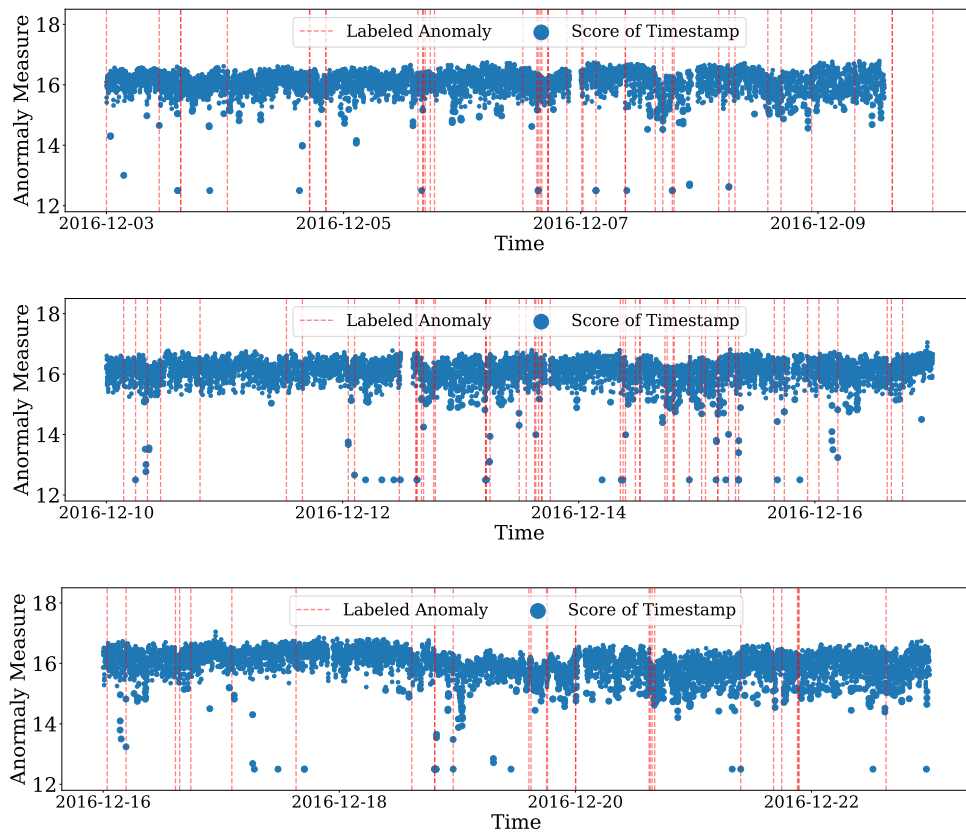 18
16
14
12
Anormaly Measure
Labeled Anomaly
Score of Timestamp
2016-12-03
2016-12-05
2016-12-07
2016-12-09
Time
18
16
14
12
Anormaly Measure
Labeled Anomaly
Score of Timestamp
2016-12-10
2016-12-12
2016-12-14
2016-12-16
Time
18
16
14
12
Anormaly Measure
Labeled Anomaly
Score of Timestamp
2016-12-16
2016-12-18
2016-12-20
2016-12-22
Time